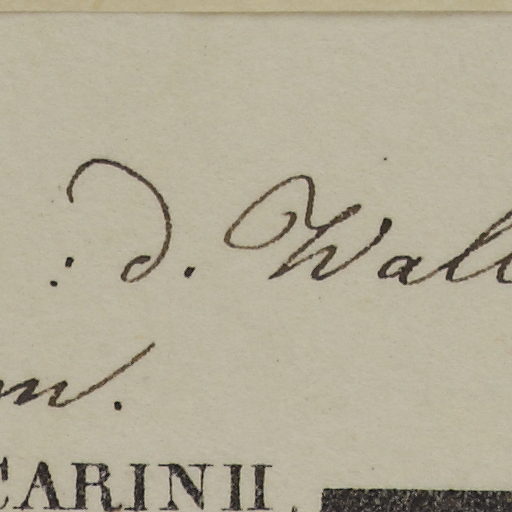 : d. Wall
m.
CARINII.